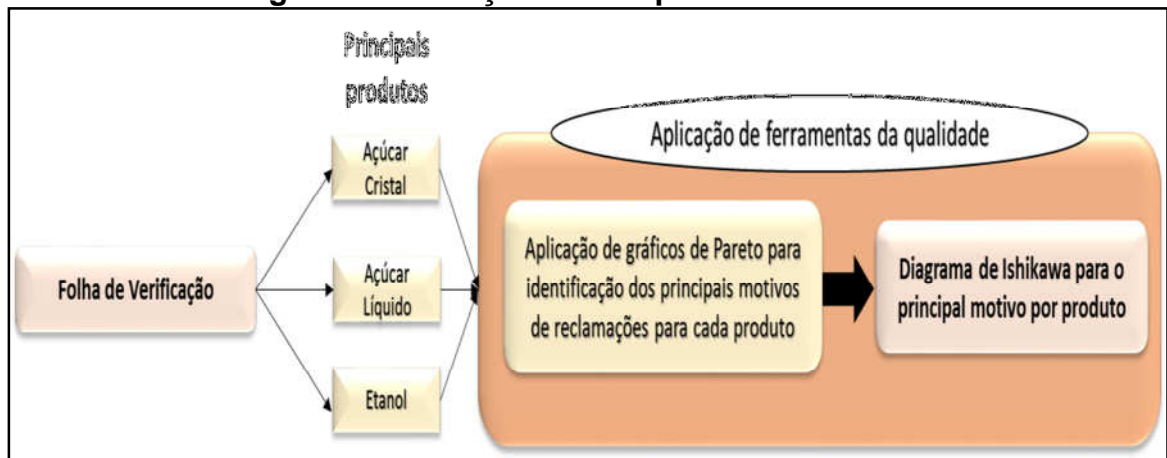 Principais
produtos
Aplicação de ferramentas da qualidade
Açúcar
Cristal
Folha de Verificação
Açúcar
Líquido
Etanol
Aplicação de gráficos de Pareto para
identificação dos principais motivos
de reclamações para cada produto
Diagrama de Ishikawa para o
principal motivo por produto